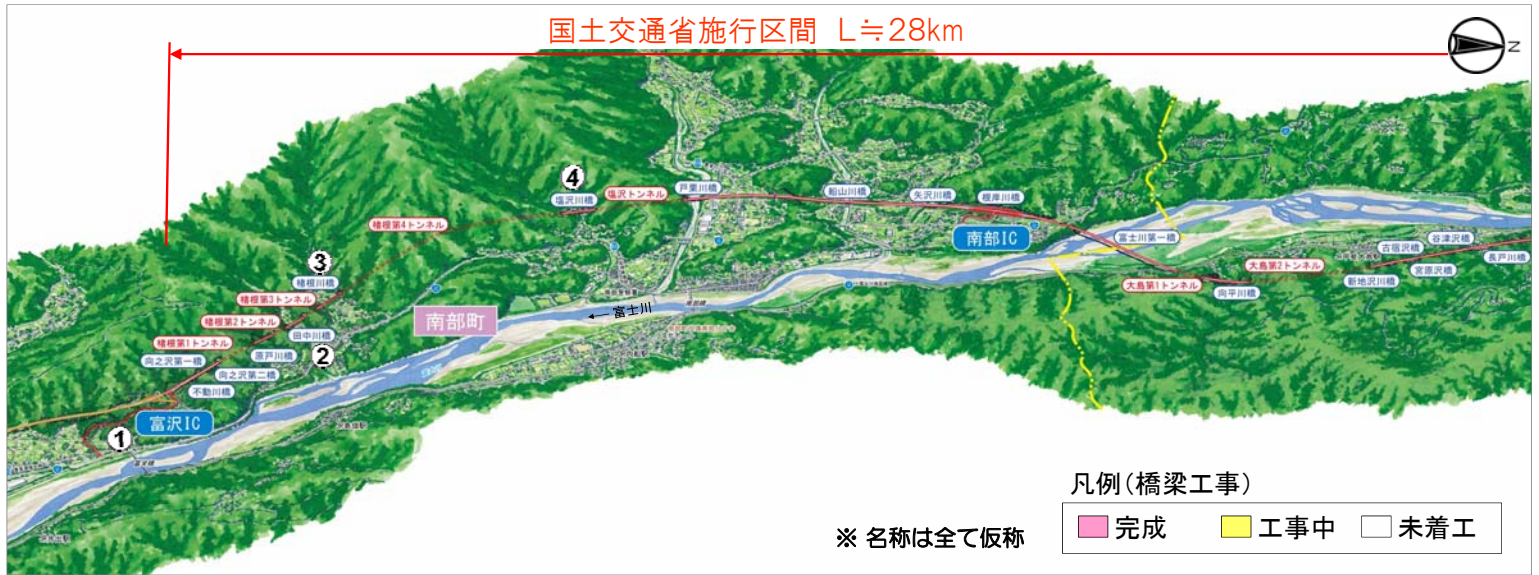 国土交通省施行区間 L≒28km
N
④
塩沢川橋
塩沢トンネル
戸栗川橋
船山川橋
矢沢川橋
根岸川橋
南部IC
富士川第一橋
大島第1トンネル
向平川橋
大島第2トンネル
新地沢川橋
古宿沢橋
宮原沢橋
谷津沢橋
長戸川橋
楮根第4トンネル
③
楮根川橋
楮根第3トンネル
楮根第2トンネル
楮根第1トンネル
田中川橋
②
原戸川橋
向之沢第一橋
向之沢第二橋
不動川橋
富沢IC
①
南部町
← 富士川
凡例(橋梁工事)
完成 工事中 未着工
※ 名称は全て仮称